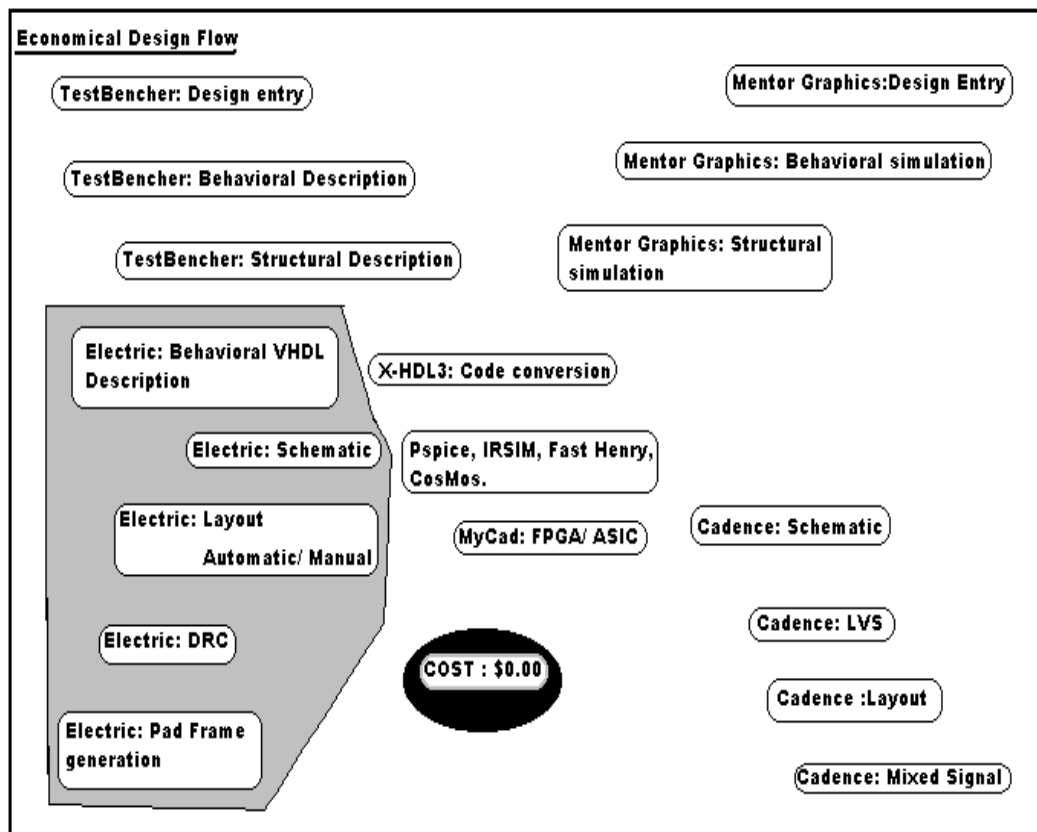 Economical Design Flow
TestBencher: Design entry
Mentor Graphics:Design Entry
Mentor Graphics: Behavioral simulation
TestBencher: Behavioral Description
Mentor Graphics: Structural
simulation
TestBencher: Structural Description
Electric: Behavioral VHDL
Description
X-HDL3: Code conversion
Electric: Schematic
Pspice, IRSIM, Fast Henry,
CosMos.
Electric: Layout
Automatic/ Manual
MyCad: FPGA/ ASIC
Cadence: Schematic
Electric: DRC
Cadence: LVS
COST : $0.00
Cadence :Layout
Electric: Pad Frame
generation
Cadence: Mixed Signal